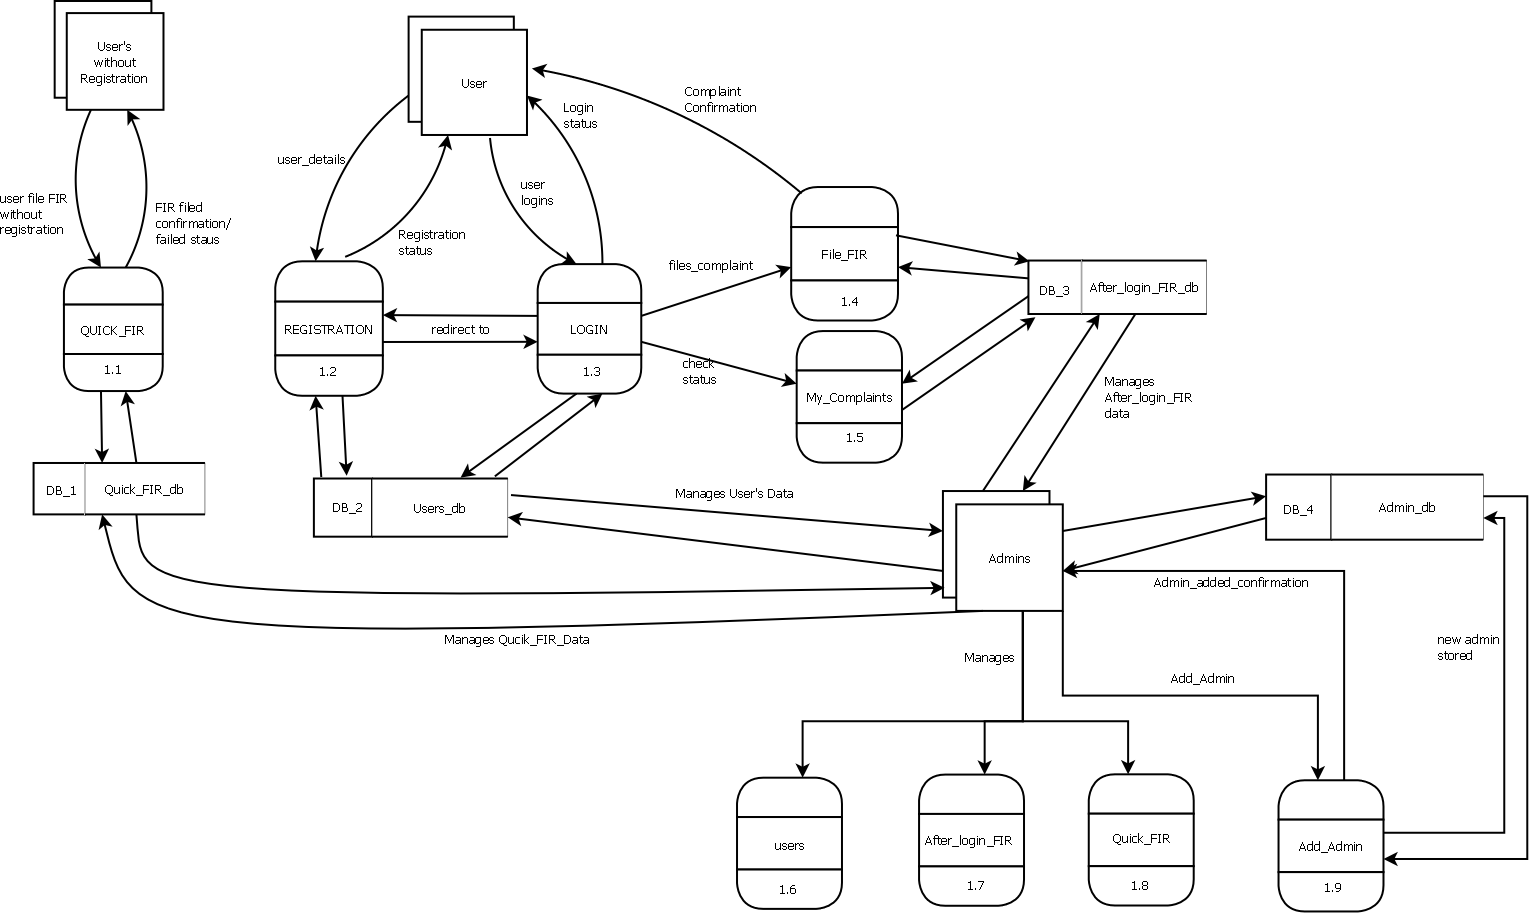 User's
without
Registration
User
Complaint
Confirmation
Login
status
user_details
user
logins
user file FIR
without
registration
FIR filed
confirmation/
failed staus
Registration
status
files_complaint
File_FIR
1.4
DB_3
After_login_FIR_db
QUICK_FIR
1.1
REGISTRATION
1.2
redirect to
LOGIN
1.3
check
status
My_Complaints
1.5
Manages
After_login_FIR
data
DB_1
Quick_FIR_db
DB_2
Users_db
Manages User's Data
Admins
DB_4
Admin_db
Admin_added_confirmation
Manages Qucik_FIR_Data
Manages
Add_Admin
new admin
stored
users
1.6
After_login_FIR
1.7
Quick_FIR
1.8
Add_Admin
1.9